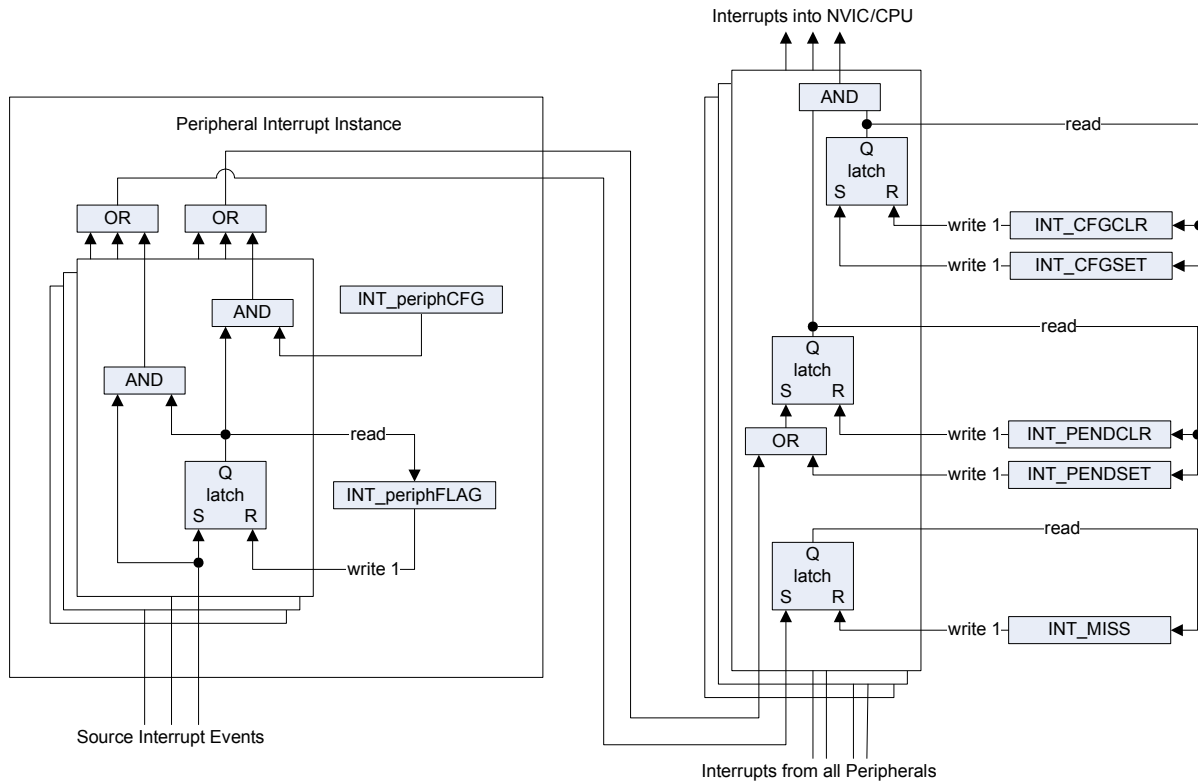 Interrupts into NVIC/CPU
Peripheral Interrupt Instance
OR
OR
AND
INT_periphCFG
AND
read
Q
latch
S R
INT_periphFLAG
write 1
Source Interrupt Events
AND
read
Q
latch
S R
write 1
INT_CFGCLR
write 1
INT_CFGSET
read
Q
latch
S R
OR
write 1
INT_PENDCLR
write 1
INT_PENDSET
read
Q
latch
S R
write 1
INT_MISS
Interrupts from all Peripherals